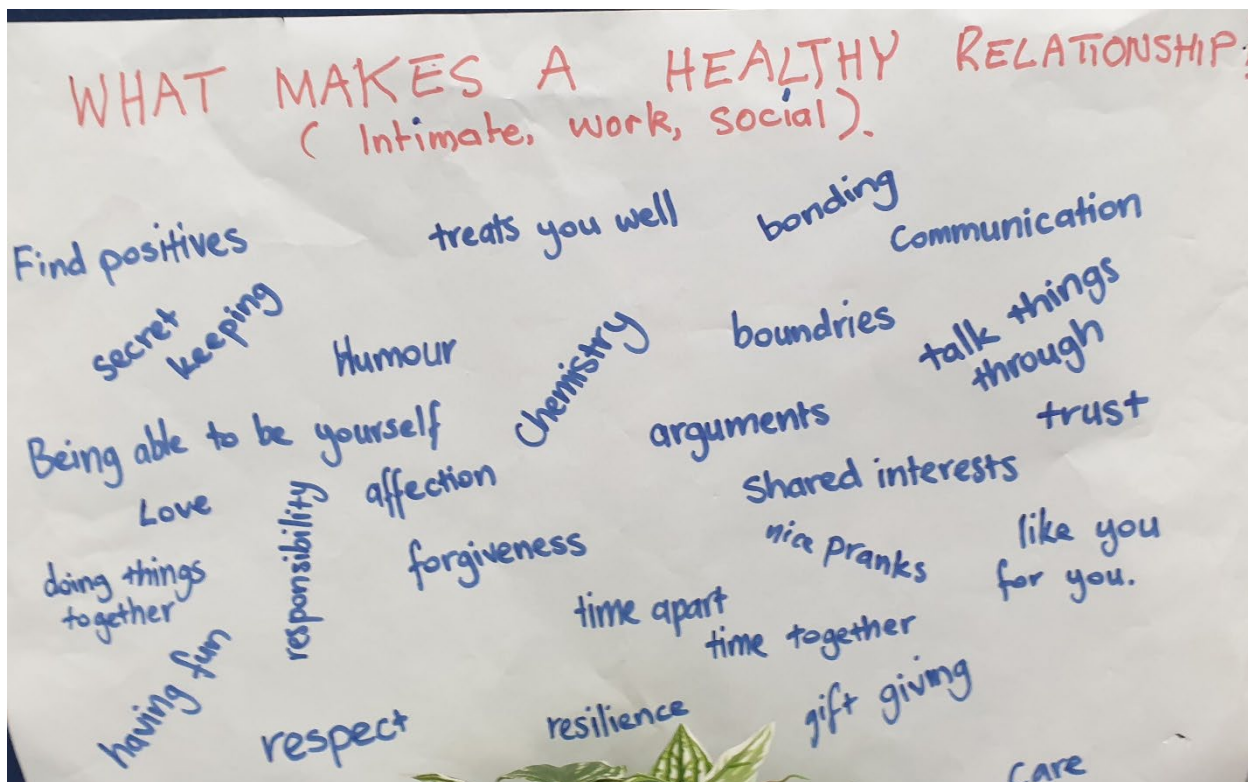 WHAT MAKES A HEALTHY RELATIONSHIP?
(Intimate, work, social).
Find positives
treats you well
bonding
Communication
secret
keeping
Humour
Chemistry
boundries
talk things
through
Being able to be yourself
arguments
trust
Love
responsibility
affection
Shared interests
doing things
together
forgiveness
nice pranks
like you
for you.
time apart
time together
having fun
respect
resilience
gift giving
Care